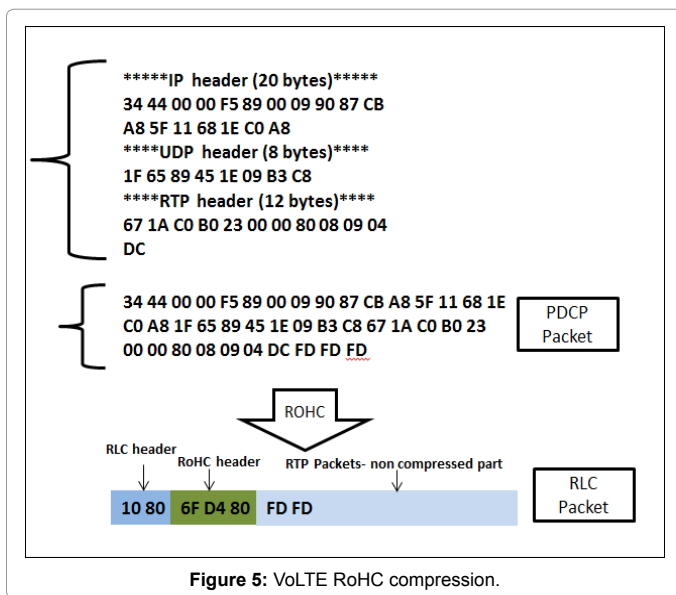 *****IP header (20 bytes)*****
34 44 00 00 F5 89 00 09 90 87 CB
A8 5F 11 68 1E C0 A8
****UDP header (8 bytes)****
1F 65 89 45 1E 09 B3 C8
****RTP header (12 bytes)****
67 1A C0 B0 23 00 00 80 08 09 04
DC
34 44 00 00 F5 89 00 09 90 87 CB A8 5F 11 68 1E
C0 A8 1F 65 89 45 1E 09 B3 C8 67 1A C0 B0 23
00 00 80 08 09 04 DC FD FD FD
PDCP
Packet
ROHC
RLC header
RoHC header
RTP Packets- non compressed part
10 80
6F D4 80
FD FD
RLC
Packet
Figure 5: VoLTE RoHC compression.